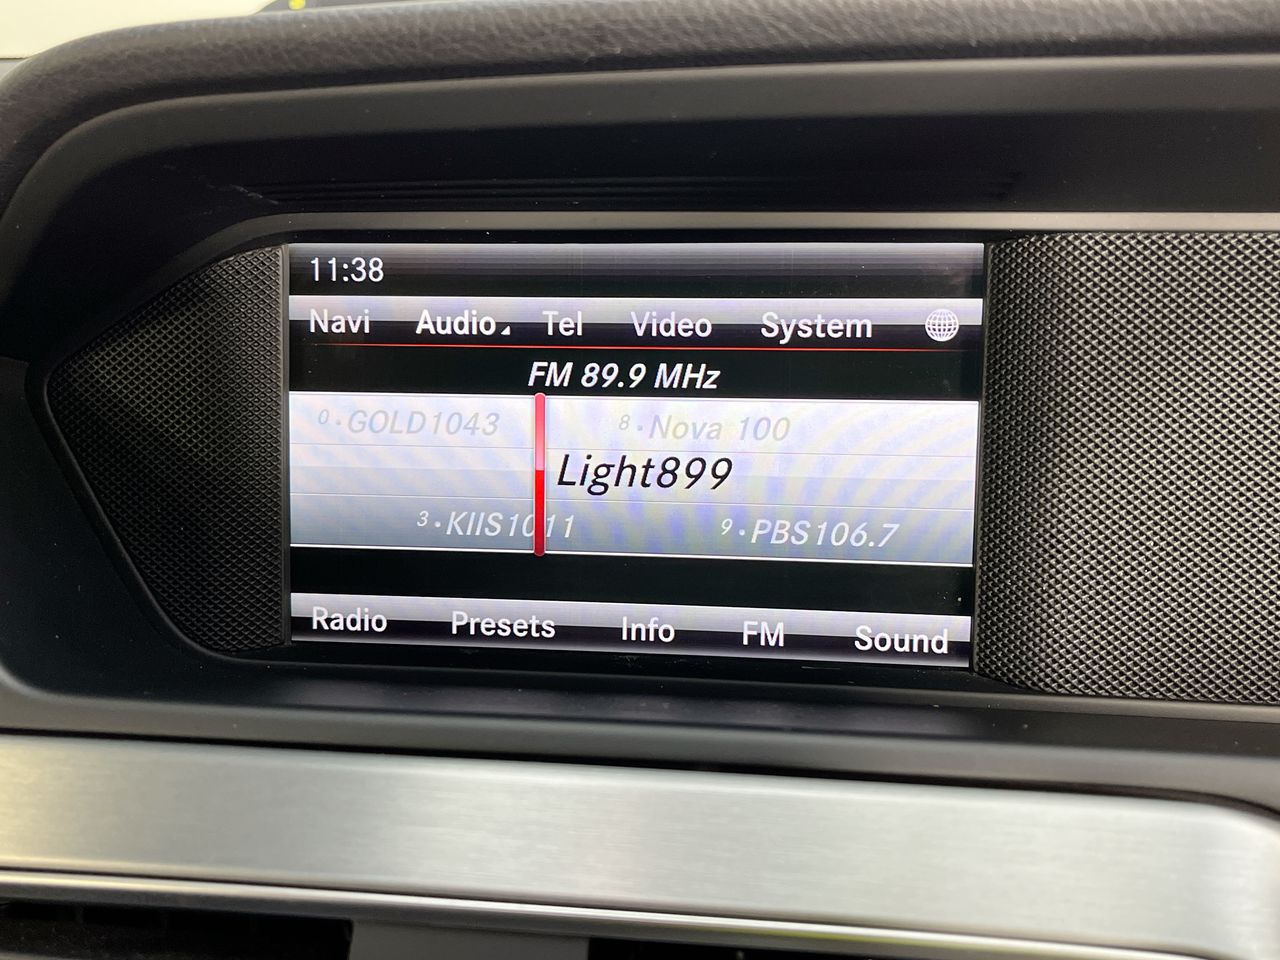 11:38
Navi Audio Tel Video System
FM 89.9 MHz
0·GOLD1043 8·Nova 100
Light899
3·KIIS1011 9·PBS106.7
Radio Presets Info FM Sound